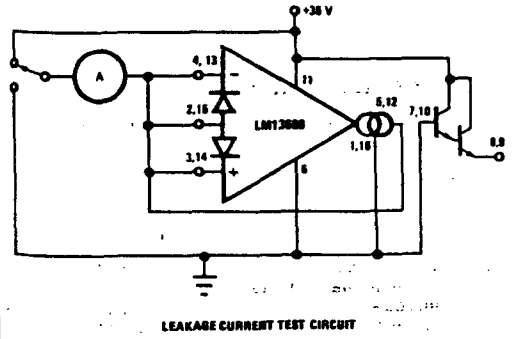 +36 V
4, 13
A
−
11
2, 15
5, 12
7, 10
LM13600
1, 16
8, 9
3, 14
+
6
LEAKAGE CURRENT TEST CIRCUIT